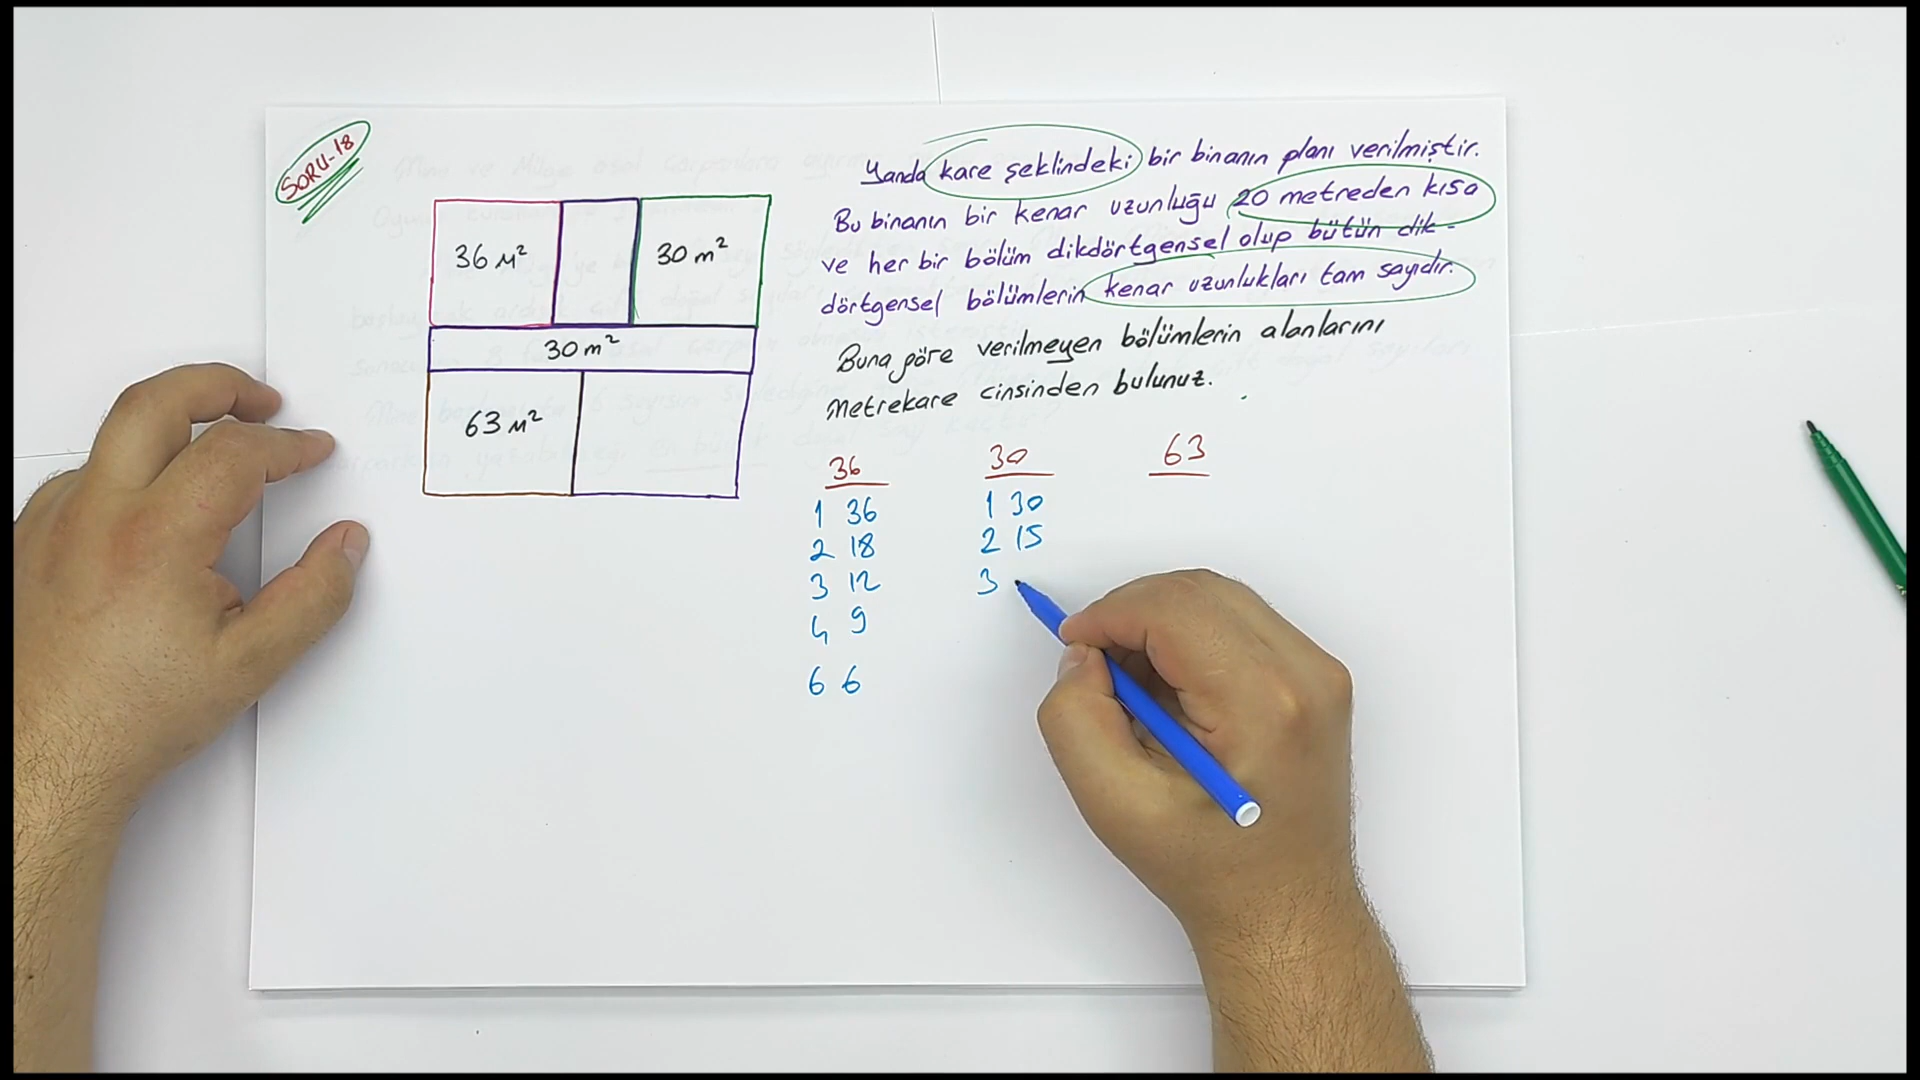 SORU-18
Yanda kare şeklindeki bir binanın planı verilmiştir.
Bu binanın bir kenar uzunluğu 20 metreden kısa
ve her bir bölüm dikdörtgensel olup bütün dik-
dörtgensel bölümlerin kenar uzunlukları tam sayıdır.
Buna göre verilmeyen bölümlerin alanlarını
metrekare cinsinden bulunuz.
36 m²
30 m²
30 m²
63 m²
36 30 63
1 36 1 30
2 18 2 15
3 12 3
4 9
6 6